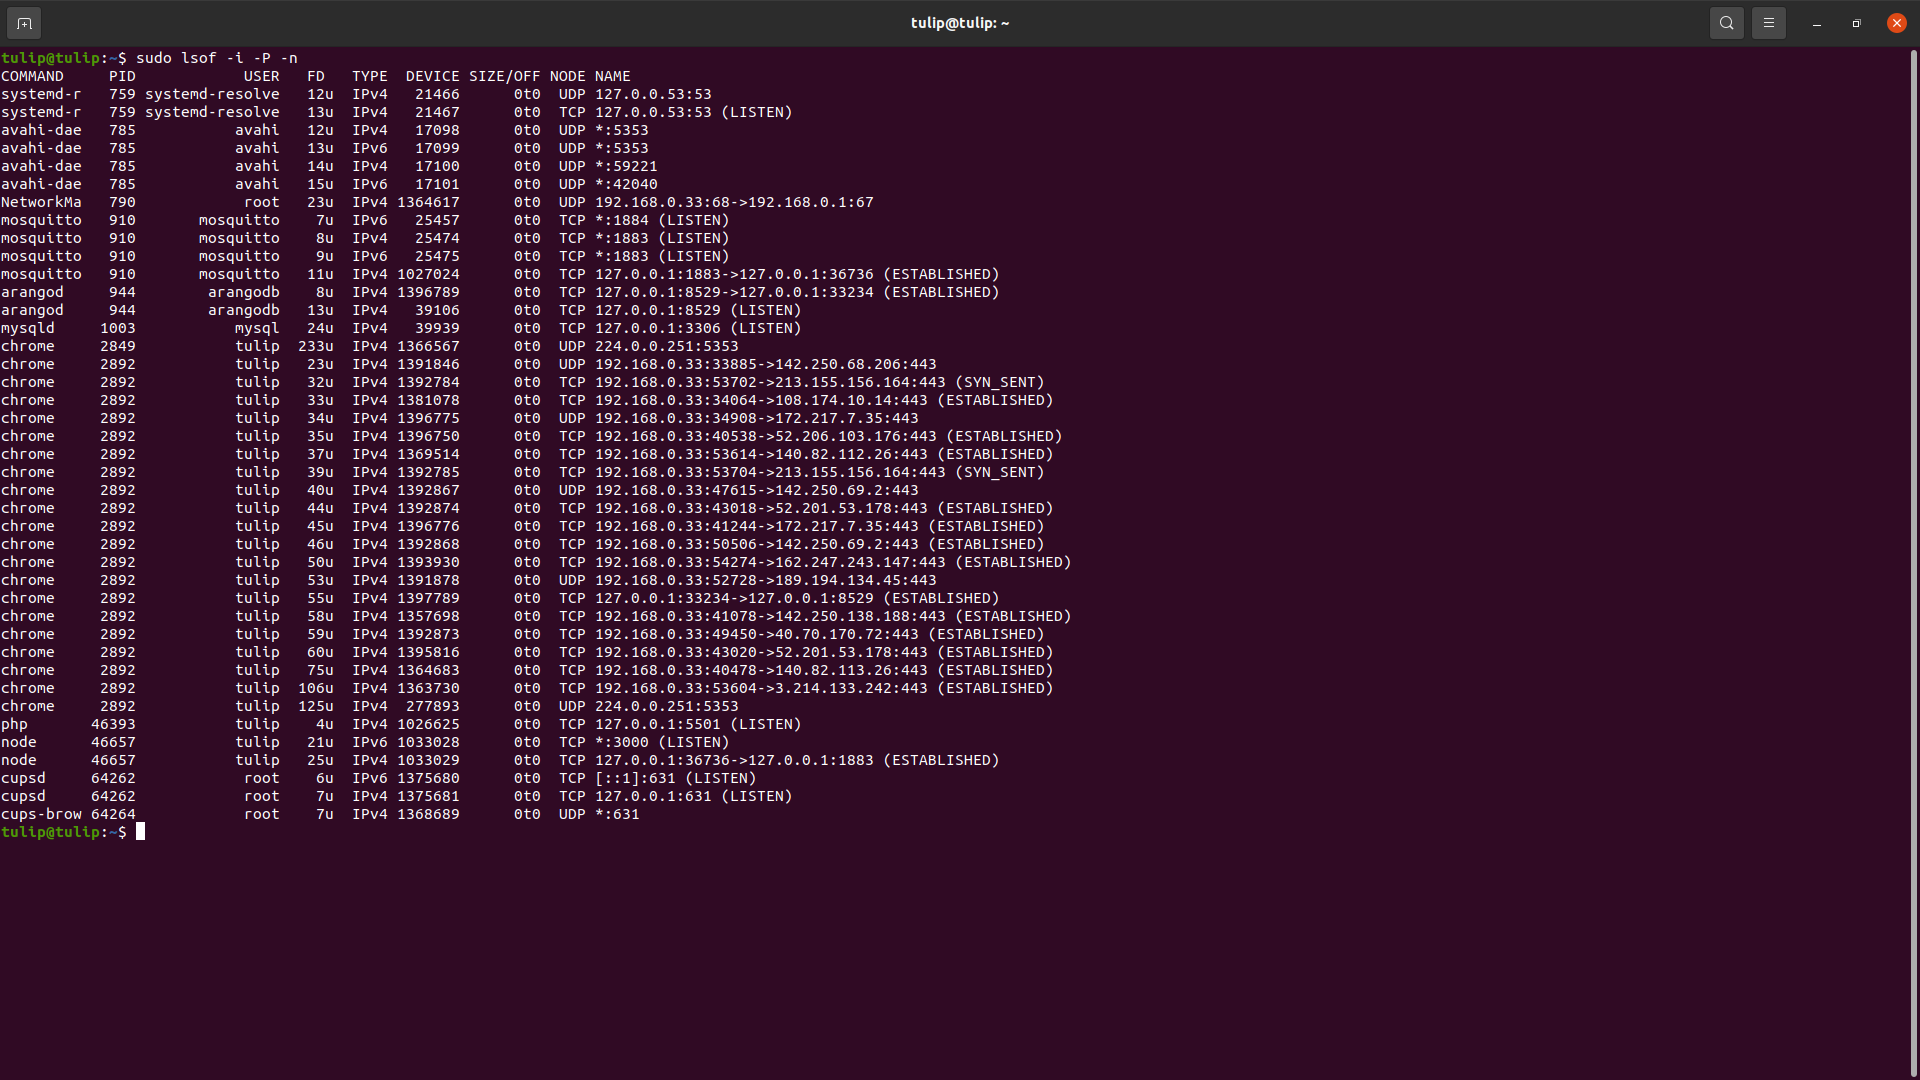 tulip@tulip: ~
tulip@tulip:~$ sudo lsof -i -P -n
COMMAND     PID            USER   FD   TYPE  DEVICE SIZE/OFF NODE NAME
systemd-r   759 systemd-resolve   12u  IPv4   21466      0t0  UDP 127.0.0.53:53
systemd-r   759 systemd-resolve   13u  IPv4   21467      0t0  TCP 127.0.0.53:53 (LISTEN)
avahi-dae   785           avahi   12u  IPv4   17098      0t0  UDP *:5353
avahi-dae   785           avahi   13u  IPv6   17099      0t0  UDP *:5353
avahi-dae   785           avahi   14u  IPv4   17100      0t0  UDP *:59221
avahi-dae   785           avahi   15u  IPv6   17101      0t0  UDP *:42040
NetworkMa   790            root   23u  IPv4 1364617      0t0  UDP 192.168.0.33:68->192.168.0.1:67
mosquitto   910       mosquitto    7u  IPv6   25457      0t0  TCP *:1884 (LISTEN)
mosquitto   910       mosquitto    8u  IPv4   25474      0t0  TCP *:1883 (LISTEN)
mosquitto   910       mosquitto    9u  IPv6   25475      0t0  TCP *:1883 (LISTEN)
mosquitto   910       mosquitto   11u  IPv4 1027024      0t0  TCP 127.0.0.1:1883->127.0.0.1:36736 (ESTABLISHED)
arangod     944        arangodb    8u  IPv4 1396789      0t0  TCP 127.0.0.1:8529->127.0.0.1:33234 (ESTABLISHED)
arangod     944        arangodb   13u  IPv4   39106      0t0  TCP 127.0.0.1:8529 (LISTEN)
mysqld     1003           mysql   24u  IPv4   39939      0t0  TCP 127.0.0.1:3306 (LISTEN)
chrome     2849           tulip  233u  IPv4 1366567      0t0  UDP 224.0.0.251:5353
chrome     2892           tulip   23u  IPv4 1391846      0t0  UDP 192.168.0.33:33885->142.250.68.206:443
chrome     2892           tulip   32u  IPv4 1392784      0t0  TCP 192.168.0.33:53702->213.155.156.164:443 (SYN_SENT)
chrome     2892           tulip   33u  IPv4 1381078      0t0  TCP 192.168.0.33:34064->108.174.10.14:443 (ESTABLISHED)
chrome     2892           tulip   34u  IPv4 1396775      0t0  UDP 192.168.0.33:34908->172.217.7.35:443
chrome     2892           tulip   35u  IPv4 1396750      0t0  TCP 192.168.0.33:40538->52.206.103.176:443 (ESTABLISHED)
chrome     2892           tulip   37u  IPv4 1369514      0t0  TCP 192.168.0.33:53614->140.82.112.26:443 (ESTABLISHED)
chrome     2892           tulip   39u  IPv4 1392785      0t0  TCP 192.168.0.33:53704->213.155.156.164:443 (SYN_SENT)
chrome     2892           tulip   40u  IPv4 1392867      0t0  UDP 192.168.0.33:47615->142.250.69.2:443
chrome     2892           tulip   44u  IPv4 1392874      0t0  TCP 192.168.0.33:43018->52.201.53.178:443 (ESTABLISHED)
chrome     2892           tulip   45u  IPv4 1396776      0t0  TCP 192.168.0.33:41244->172.217.7.35:443 (ESTABLISHED)
chrome     2892           tulip   46u  IPv4 1392868      0t0  TCP 192.168.0.33:50506->142.250.69.2:443 (ESTABLISHED)
chrome     2892           tulip   50u  IPv4 1393930      0t0  TCP 192.168.0.33:54274->162.247.243.147:443 (ESTABLISHED)
chrome     2892           tulip   53u  IPv4 1391878      0t0  UDP 192.168.0.33:52728->189.194.134.45:443
chrome     2892           tulip   55u  IPv4 1397789      0t0  TCP 127.0.0.1:33234->127.0.0.1:8529 (ESTABLISHED)
chrome     2892           tulip   58u  IPv4 1357698      0t0  TCP 192.168.0.33:41078->142.250.138.188:443 (ESTABLISHED)
chrome     2892           tulip   59u  IPv4 1392873      0t0  TCP 192.168.0.33:49450->40.70.170.72:443 (ESTABLISHED)
chrome     2892           tulip   60u  IPv4 1395816      0t0  TCP 192.168.0.33:43020->52.201.53.178:443 (ESTABLISHED)
chrome     2892           tulip   75u  IPv4 1364683      0t0  TCP 192.168.0.33:40478->140.82.113.26:443 (ESTABLISHED)
chrome     2892           tulip  106u  IPv4 1363730      0t0  TCP 192.168.0.33:53604->3.214.133.242:443 (ESTABLISHED)
chrome     2892           tulip  125u  IPv4  277893      0t0  UDP 224.0.0.251:5353
php       46393           tulip    4u  IPv4 1026625      0t0  TCP 127.0.0.1:5501 (LISTEN)
node      46657           tulip   21u  IPv6 1033028      0t0  TCP *:3000 (LISTEN)
node      46657           tulip   25u  IPv4 1033029      0t0  TCP 127.0.0.1:36736->127.0.0.1:1883 (ESTABLISHED)
cupsd     64262            root    6u  IPv6 1375680      0t0  TCP [::1]:631 (LISTEN)
cupsd     64262            root    7u  IPv4 1375681      0t0  TCP 127.0.0.1:631 (LISTEN)
cups-brow 64264            root    7u  IPv4 1368689      0t0  UDP *:631
tulip@tulip:~$